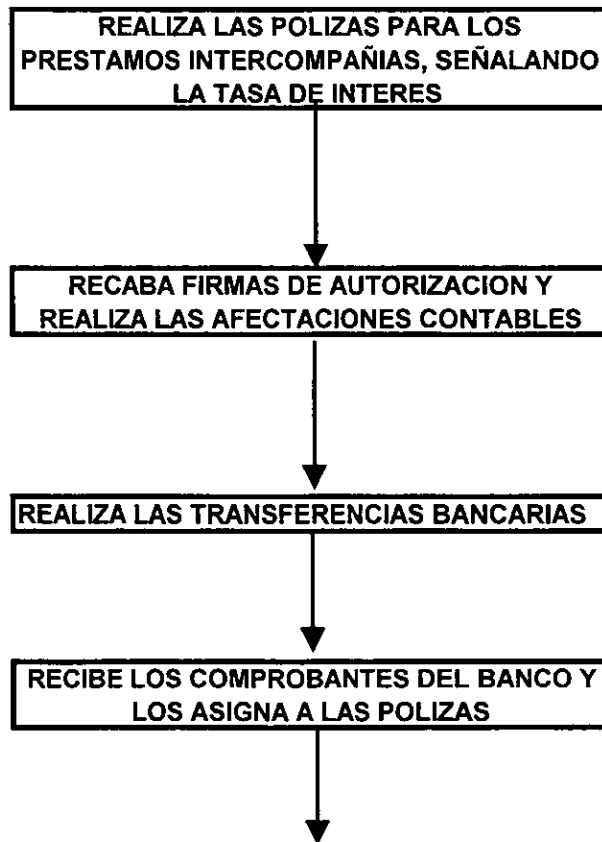 REALIZA LAS POLIZAS PARA LOS
PRESTAMOS INTERCOMPAÑIAS, SEÑALANDO
LA TASA DE INTERES
RECABA FIRMAS DE AUTORIZACION Y
REALIZA LAS AFECTACIONES CONTABLES
REALIZA LAS TRANSFERENCIAS BANCARIAS
RECIBE LOS COMPROBANTES DEL BANCO Y
LOS ASIGNA A LAS POLIZAS